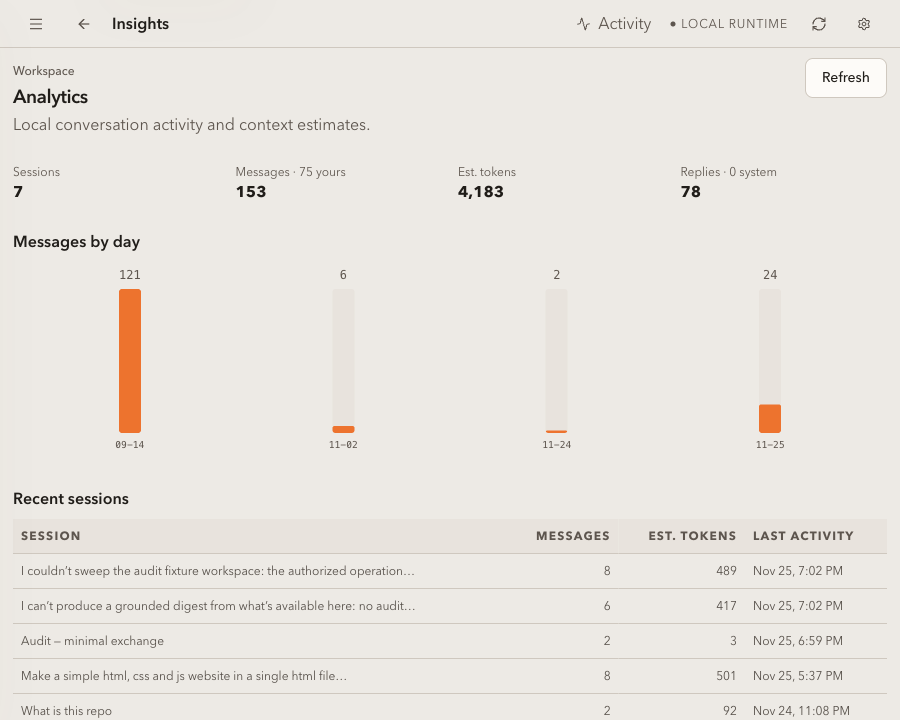 Insights
Activity
LOCAL RUNTIME
Workspace
Analytics
Local conversation activity and context estimates.
Refresh
Sessions
7
Messages · 75 yours
153
Est. tokens
4,183
Replies · 0 system
78
Messages by day
121 6 2 24
09–14 11–02 11–24 11–25
Recent sessions
SESSION MESSAGES EST. TOKENS LAST ACTIVITY
I couldn’t sweep the audit fixture workspace: the authorized operation… 8 489 Nov 25, 7:02 PM
I can’t produce a grounded digest from what’s available here: no audit… 6 417 Nov 25, 7:02 PM
Audit – minimal exchange 2 3 Nov 25, 6:59 PM
Make a simple html, css and js website in a single html file… 8 501 Nov 25, 5:37 PM
What is this repo 2 92 Nov 24, 11:08 PM